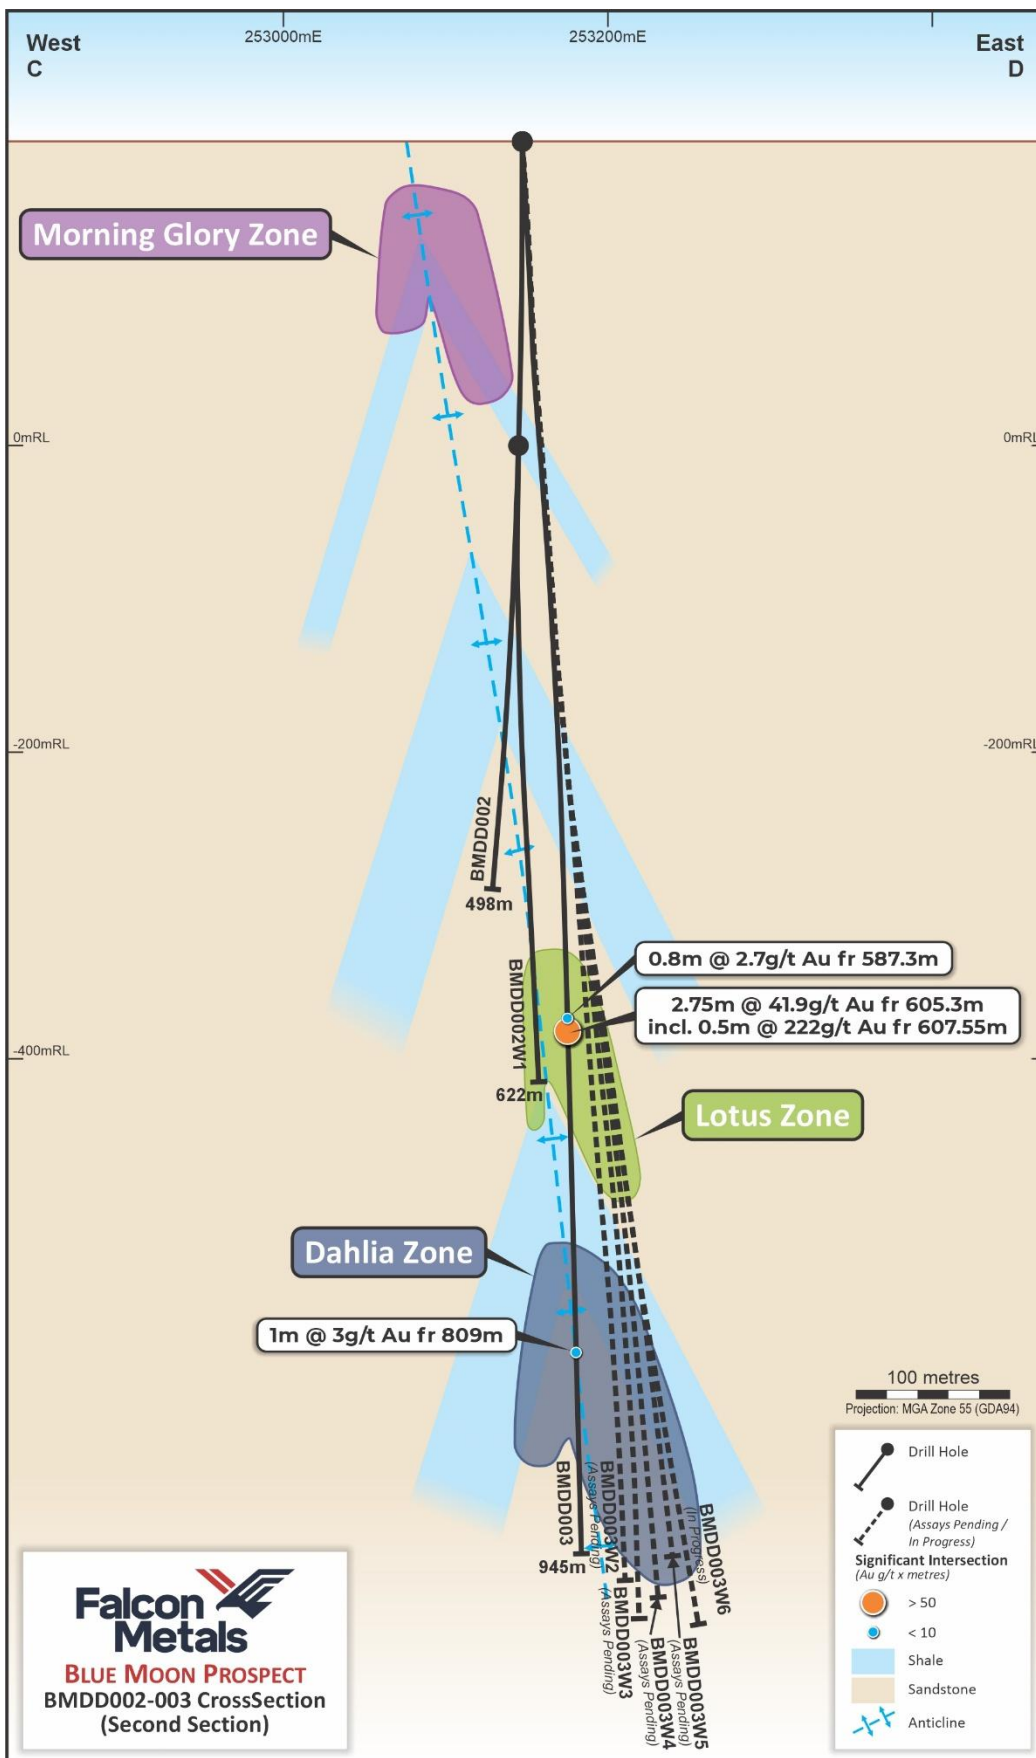 West
C
253000mE
253200mE
East
D
Morning Glory Zone
0mRL
0mRL
-200mRL
-200mRL
BMDD002
498m
0.8m @ 2.7g/t Au fr 587.3m
2.75m @ 41.9g/t Au fr 605.3m
incl. 0.5m @ 222g/t Au fr 607.55m
BMDD002W1
-400mRL
622m
Lotus Zone
Dahlia Zone
1m @ 3g/t Au fr 809m
BMDD003
945m
BMDD003W2
(Assays Pending)
BMDD003W3
(Assays Pending)
BMDD003W4
(Assays Pending)
BMDD003W5
(Assays Pending)
BMDD003W6
(In Progress)
100 metres
Projection: MGA Zone 55 (GDA94)
Drill Hole
Drill Hole
(Assays Pending /
In Progress)
Significant Intersection
(Au g/t x metres)
> 50
< 10
Shale
Sandstone
Anticline
Falcon
Metals
BLUE MOON PROSPECT
BMDD002-003 CrossSection
(Second Section)